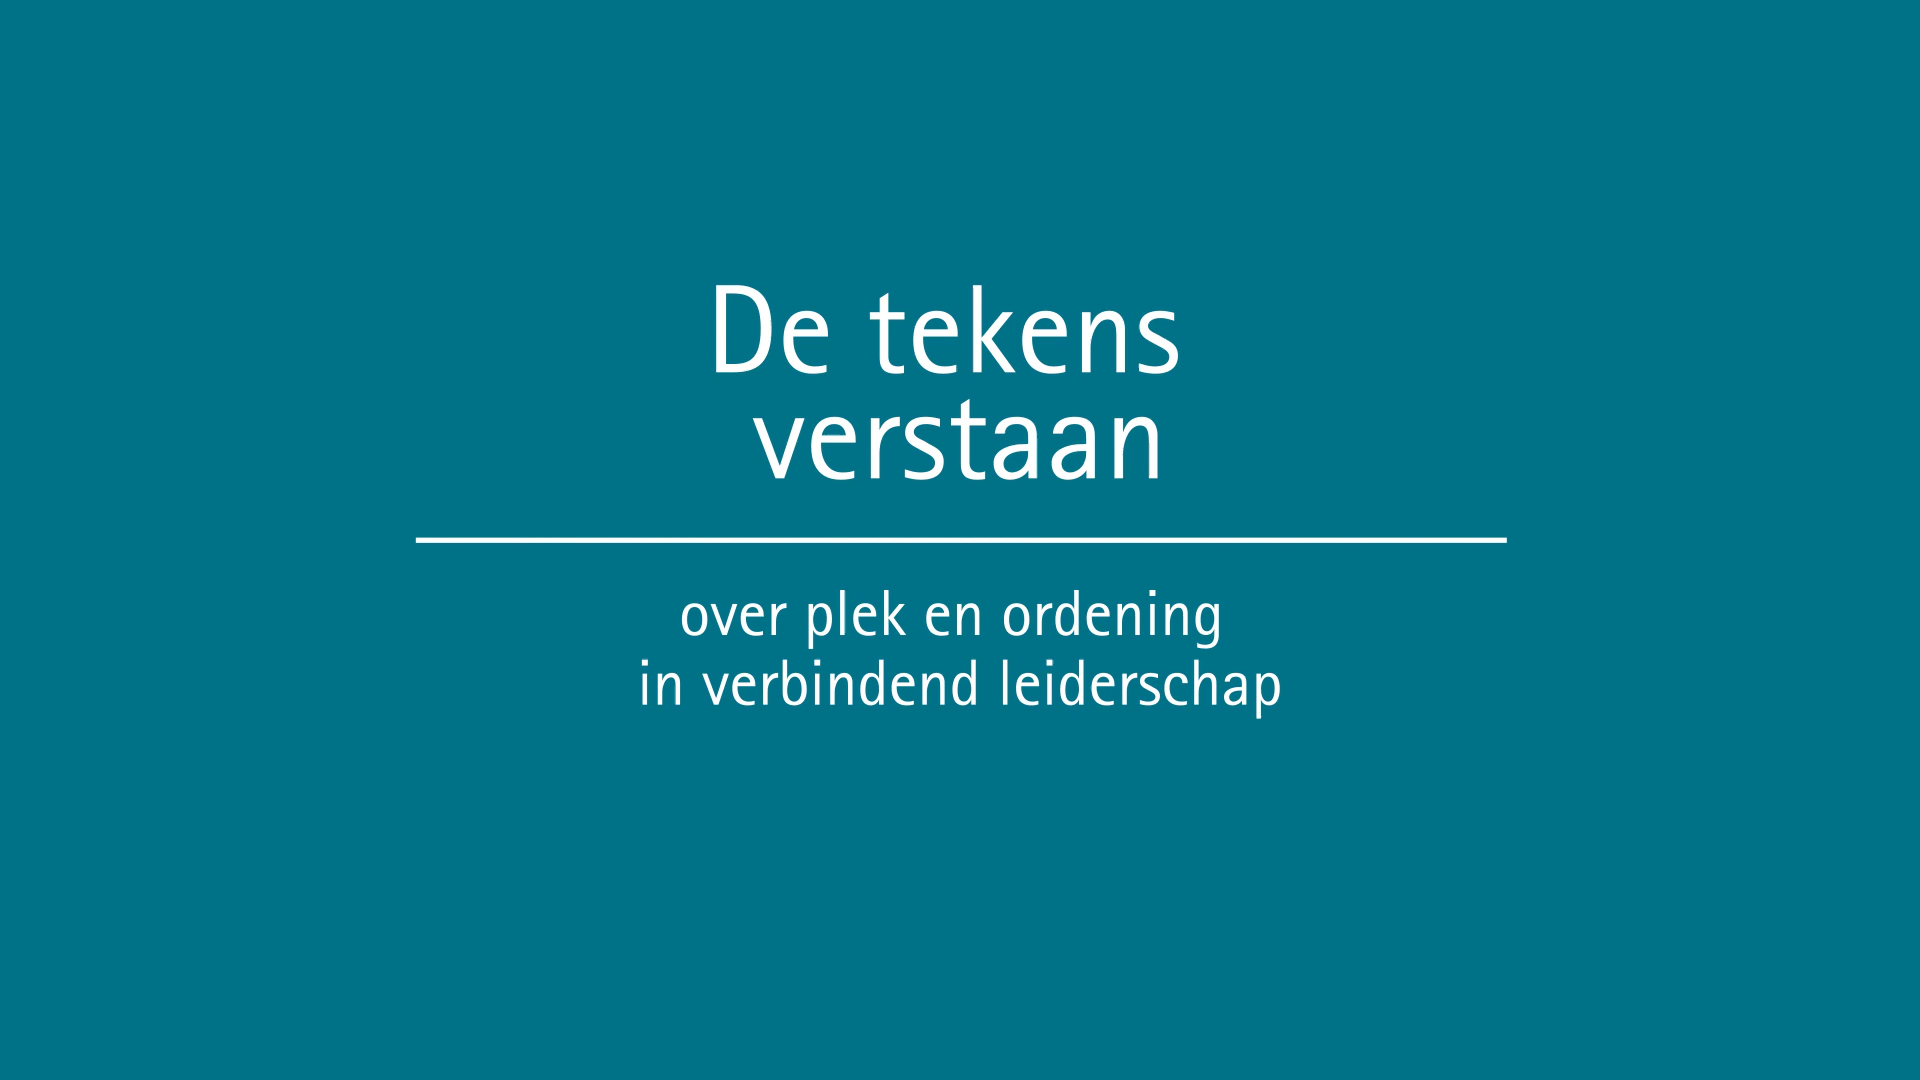 De tekens
verstaan
over plek en ordening
in verbindend leiderschap